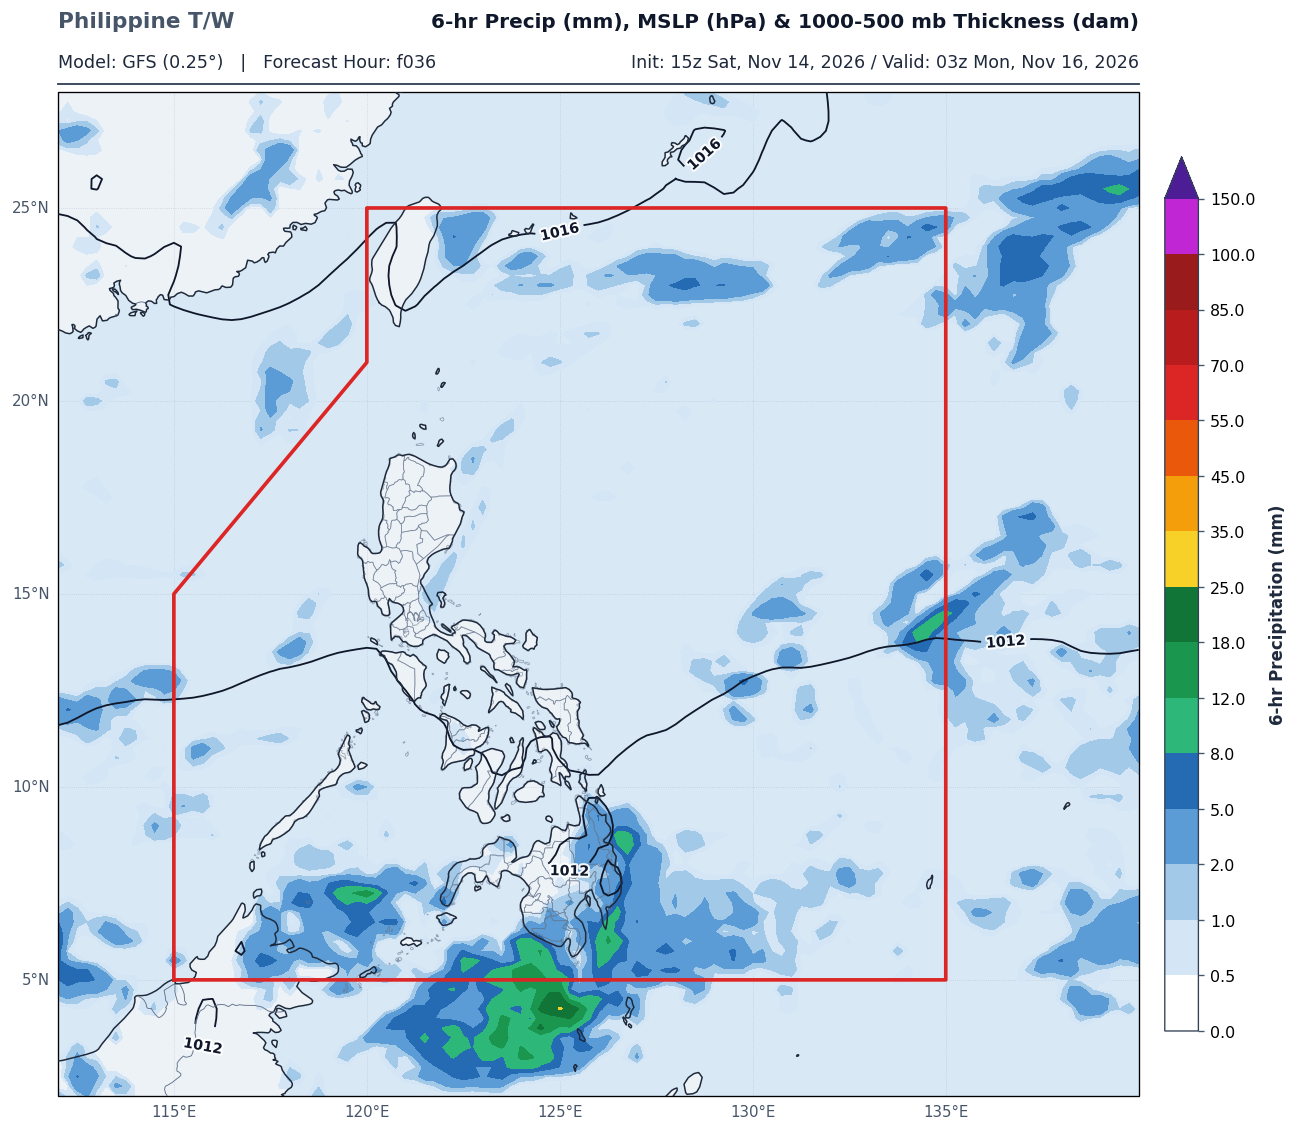 Philippine T/W
6-hr Precip (mm), MSLP (hPa) & 1000-500 mb Thickness (dam)
Model: GFS (0.25°) | Forecast Hour: f036
Init: 15z Sat, Nov 14, 2026 / Valid: 03z Mon, Nov 16, 2026
1016
1016
1012
1012
1012
25°N
20°N
15°N
10°N
5°N
115°E
120°E
125°E
130°E
135°E
150.0
100.0
85.0
70.0
55.0
45.0
35.0
25.0
18.0
12.0
8.0
5.0
2.0
1.0
0.5
0.0
6-hr Precipitation (mm)